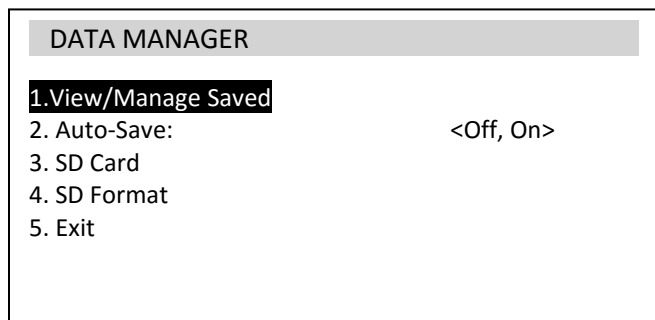 DATA MANAGER
1.View/Manage Saved
2. Auto-Save: <Off, On>
3. SD Card
4. SD Format
5. Exit